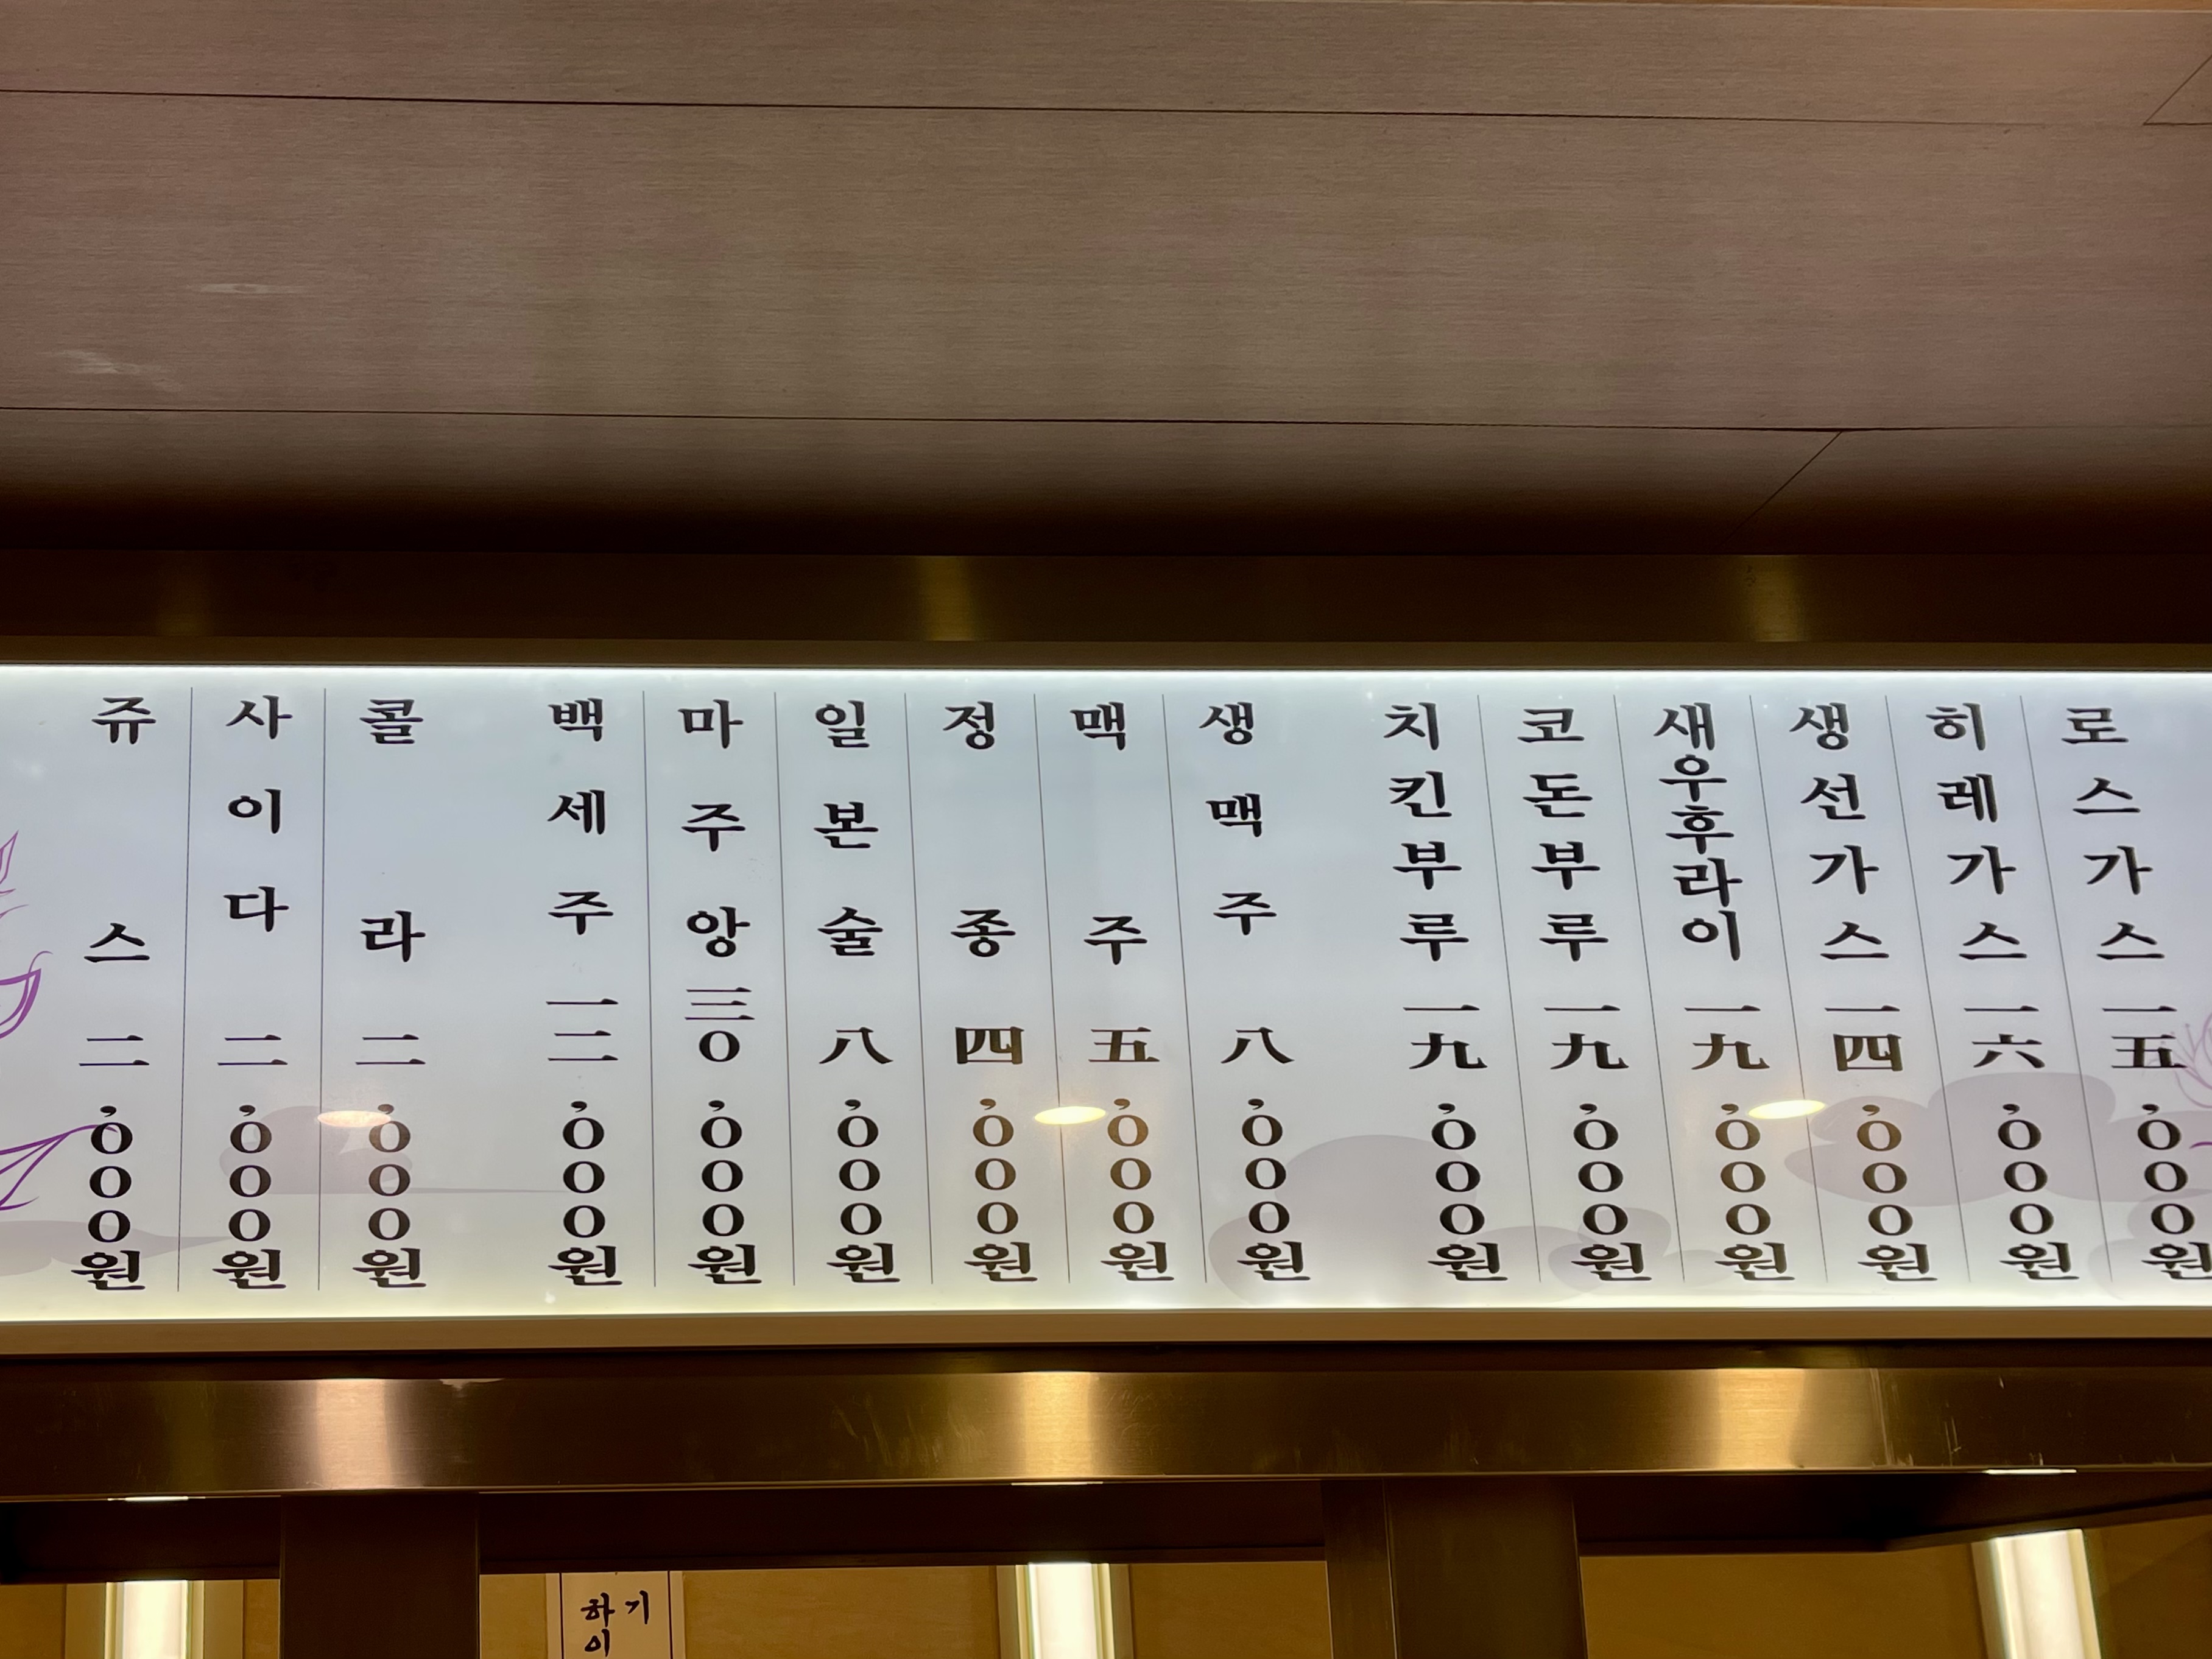 로스가스 一五,000원
히레가스 一六,000원
생선가스 一四,000원
새우후라이 一九,000원
코돈부루 一九,000원
치킨부루 一九,000원
생맥주 八,000원
맥주 五,000원
정종 四,000원
일본술 八,000원
마주앙 三0,000원
백세주 一二,000원
콜라 二,000원
사이다 二,000원
쥬스 二,000원
기
하이